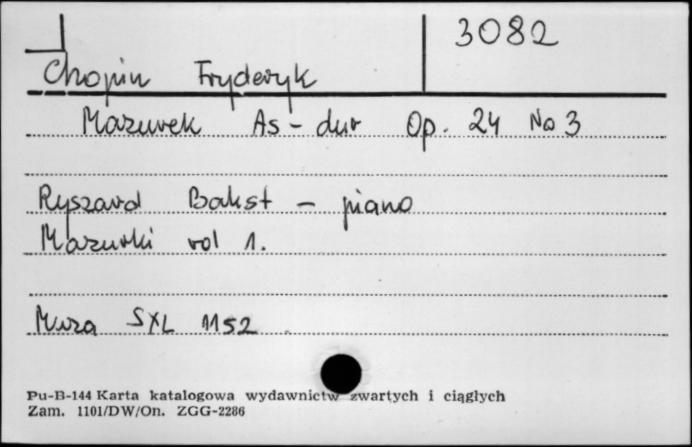 3082
Chopin Fryderyk
Mazurek As-dur Op. 24 No 3
Ryszard Bakst - piano
Mazurki vol 1.
Muza SXL 1152
Pu-B-144 Karta katalogowa wydawnictw zwartych i ciągłych
Zam. 1101/DW/On. ZGG-2286